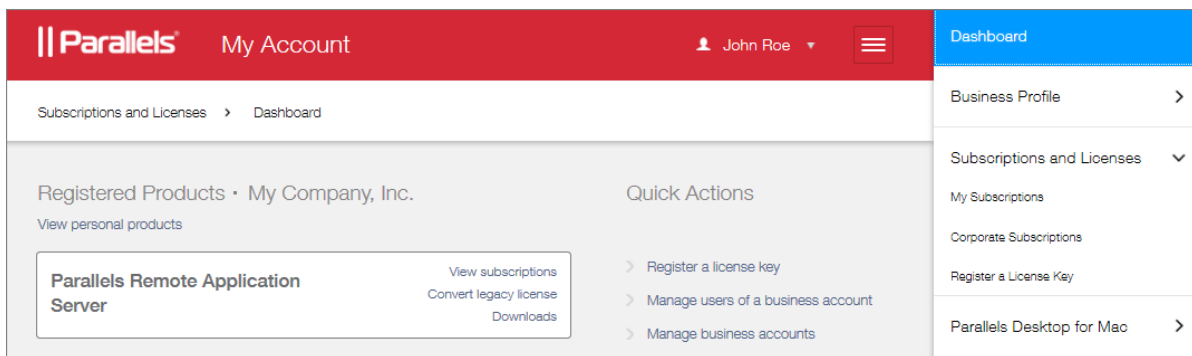 Parallels® My Account
John Roe
Subscriptions and Licenses > Dashboard
Registered Products · My Company, Inc.
View personal products
Parallels Remote Application
Server
View subscriptions
Convert legacy license
Downloads
Quick Actions
Register a license key
Manage users of a business account
Manage business accounts
Dashboard
Business Profile
Subscriptions and Licenses
My Subscriptions
Corporate Subscriptions
Register a License Key
Parallels Desktop for Mac